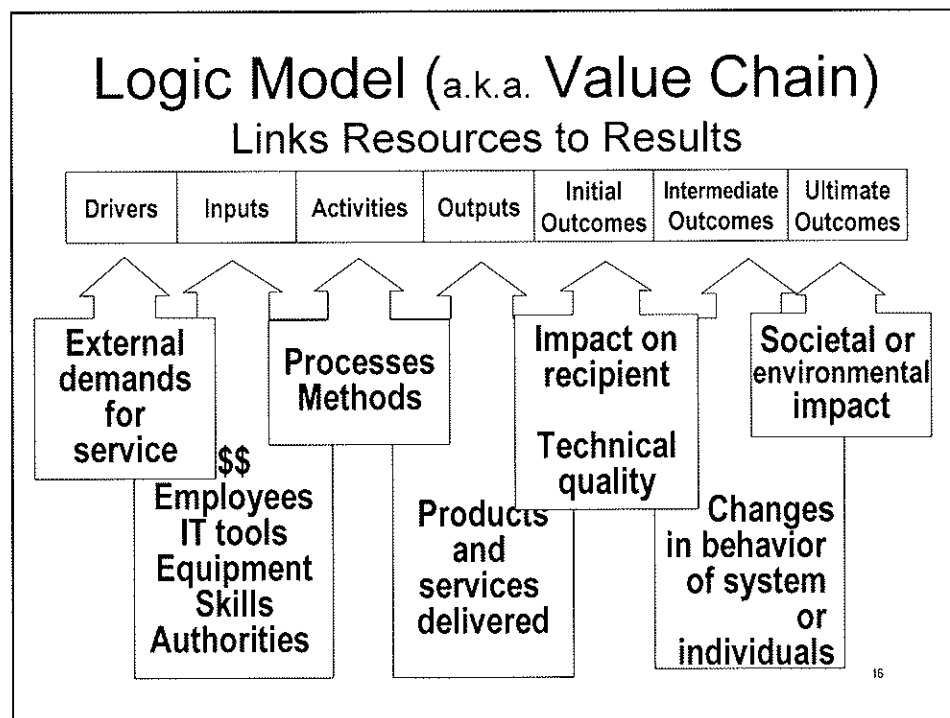 Logic Model (a.k.a. Value Chain)
Links Resources to Results
Drivers
Inputs
Activities
Outputs
Initial
Outcomes
Intermediate
Outcomes
Ultimate
Outcomes
External
demands
for
service
$$
Employees
IT tools
Equipment
Skills
Authorities
Processes
Methods
Products
and
services
delivered
Impact on
recipient
Technical
quality
Changes
in behavior
of system
or
individuals
Societal or
environmental
impact
16